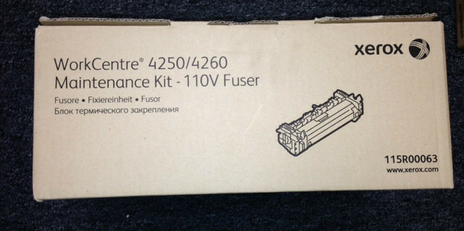 xerox
WorkCentre® 4250/4260
Maintenance Kit - 110V Fuser
Fusore • Fixiereinheit • Fusor
Блок термического закрепления
115R00063
www.xerox.com